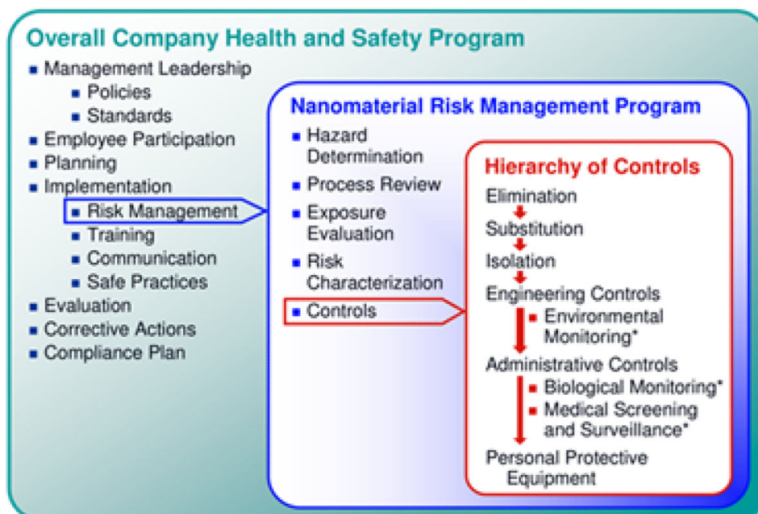 Overall Company Health and Safety Program
Management Leadership
Policies
Standards
Employee Participation
Planning
Implementation
Risk Management
Training
Communication
Safe Practices
Evaluation
Corrective Actions
Compliance Plan
Nanomaterial Risk Management Program
Hazard
Determination
Process Review
Exposure
Evaluation
Risk
Characterization
Controls
Hierarchy of Controls
Elimination
Substitution
Isolation
Engineering Controls
Environmental
Monitoring*
Administrative Controls
Biological Monitoring*
Medical Screening
and Surveillance*
Personal Protective
Equipment